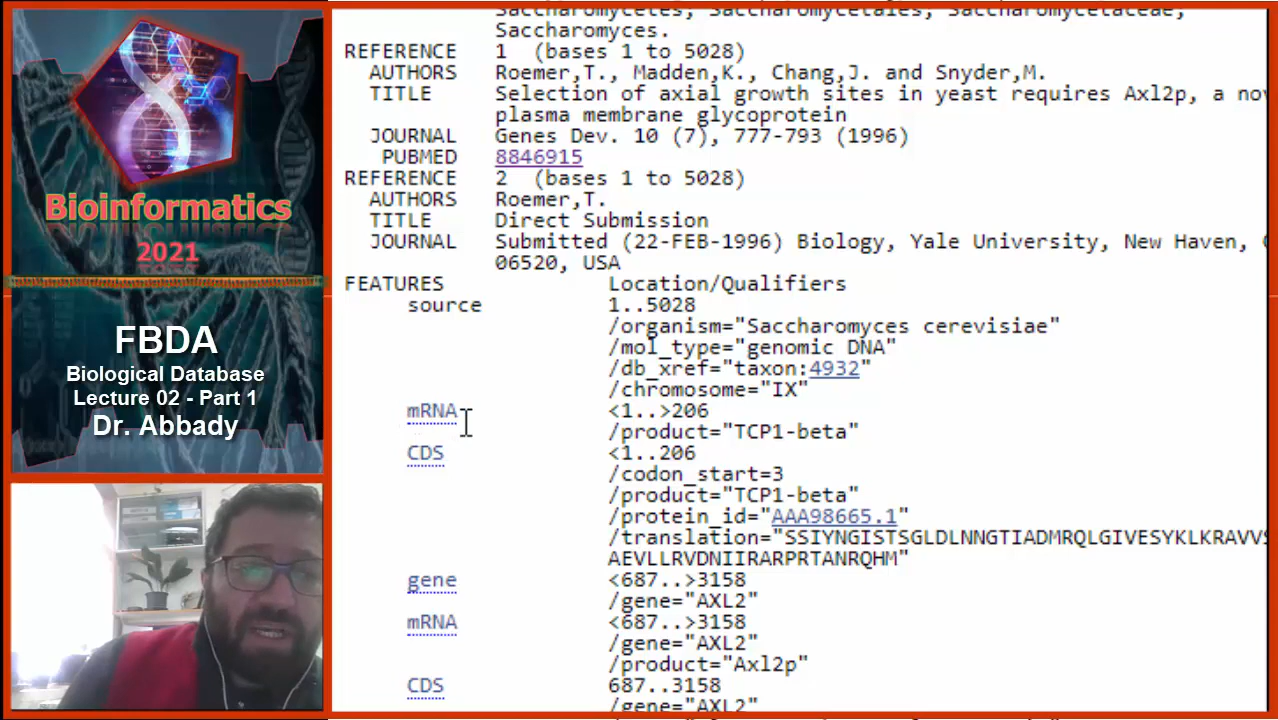 Bioinformatics
2021
FBDA
Biological Database
Lecture 02 - Part 1
Dr. Abbady
Saccharomycetes; Saccharomycetales; Saccharomycetaceae;
Saccharomyces.
REFERENCE 1 (bases 1 to 5028)
AUTHORS Roemer,T., Madden,K., Chang,J. and Snyder,M.
TITLE Selection of axial growth sites in yeast requires Axl2p, a nov
plasma membrane glycoprotein
JOURNAL Genes Dev. 10 (7), 777-793 (1996)
PUBMED 8846915
REFERENCE 2 (bases 1 to 5028)
AUTHORS Roemer,T.
TITLE Direct Submission
JOURNAL Submitted (22-FEB-1996) Biology, Yale University, New Haven,
06520, USA
FEATURES Location/Qualifiers
source 1..5028
/organism="Saccharomyces cerevisiae"
/mol_type="genomic DNA"
/db_xref="taxon:4932"
/chromosome="IX"
mRNA <1..>206
/product="TCP1-beta"
CDS <1..206
/codon_start=3
/product="TCP1-beta"
/protein_id="AAA98665.1"
/translation="SSIYNGISTSGLDLNNGTIADMRQLGIVESYKLKRAVVS
AEVLLRVDNIIRARPRTANRQHM"
gene <687..>3158
/gene="AXL2"
mRNA <687..>3158
/gene="AXL2"
/product="Axl2p"
CDS 687..3158
/gene="AXL2"